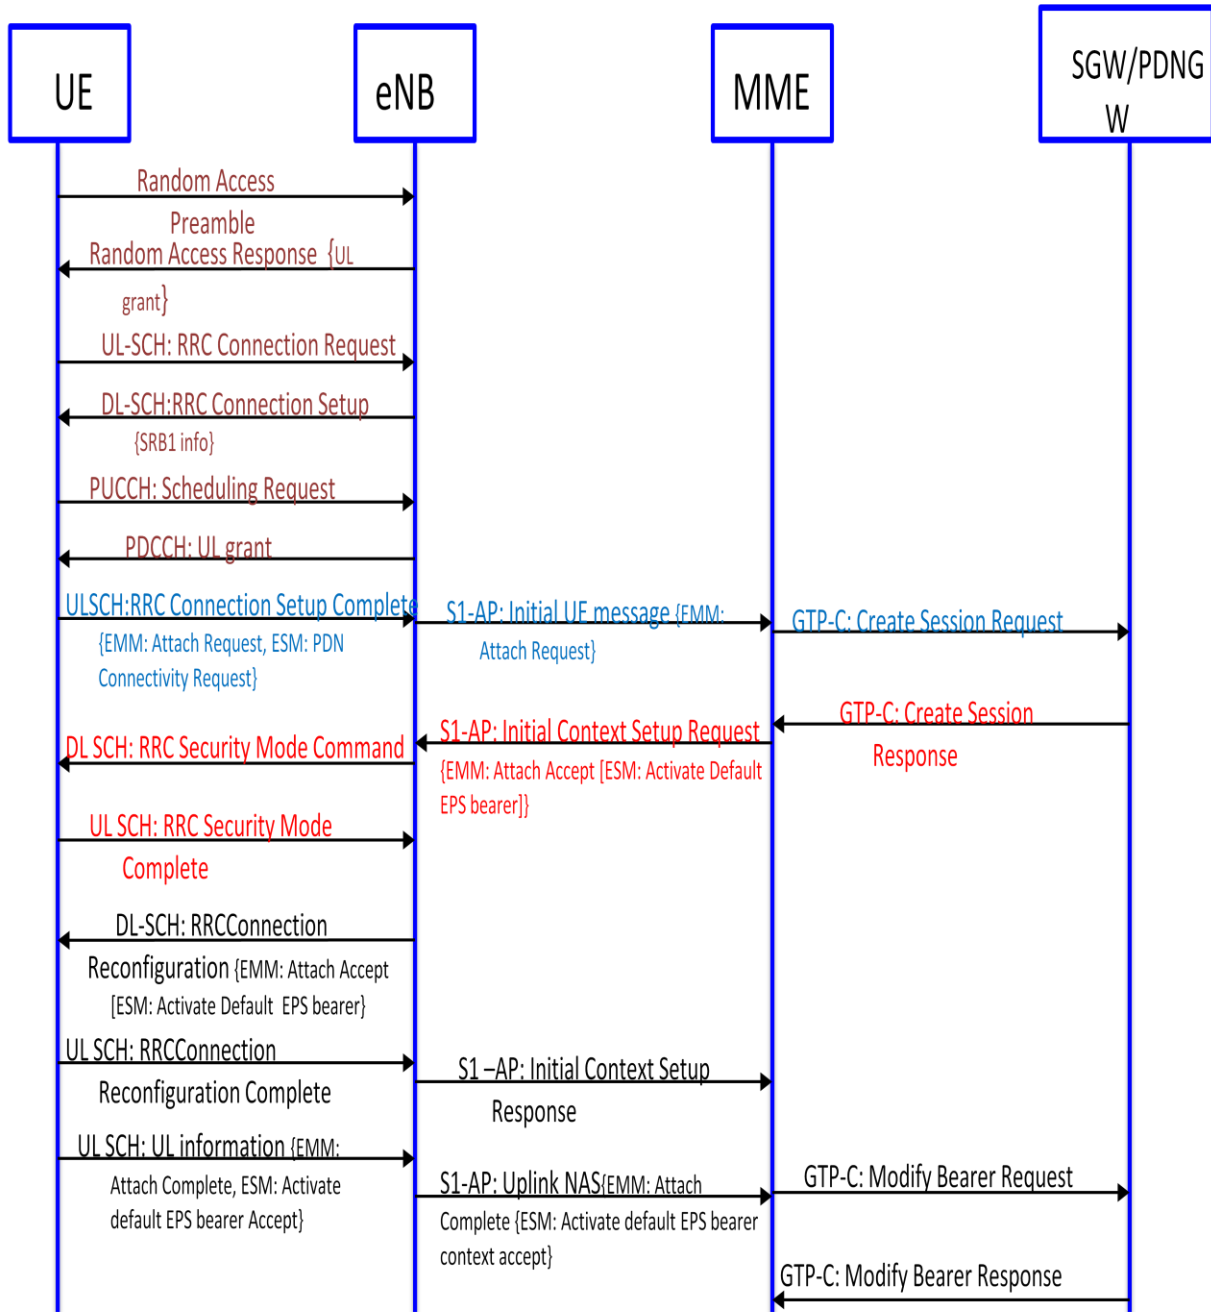 UE
eNB
MME
SGW/PDNG
W
Random Access
Preamble
Random Access Response {UL
grant}
UL-SCH: RRC Connection Request
DL-SCH:RRC Connection Setup
{SRB1 info}
PUCCH: Scheduling Request
PDCCH: UL grant
ULSCH:RRC Connection Setup Complete
{EMM: Attach Request, ESM: PDN
Connectivity Request}
S1-AP: Initial UE message {EMM:
Attach Request}
GTP-C: Create Session Request
GTP-C: Create Session
Response
S1-AP: Initial Context Setup Request
{EMM: Attach Accept [ESM: Activate Default
EPS bearer]}
DL SCH: RRC Security Mode Command
UL SCH: RRC Security Mode
Complete
DL-SCH: RRCConnection
Reconfiguration {EMM: Attach Accept
[ESM: Activate Default EPS bearer}
UL SCH: RRCConnection
Reconfiguration Complete
S1 –AP: Initial Context Setup
Response
UL SCH: UL information {EMM:
Attach Complete, ESM: Activate
default EPS bearer Accept}
S1-AP: Uplink NAS{EMM: Attach
Complete {ESM: Activate default EPS bearer
context accept}
GTP-C: Modify Bearer Request
GTP-C: Modify Bearer Response